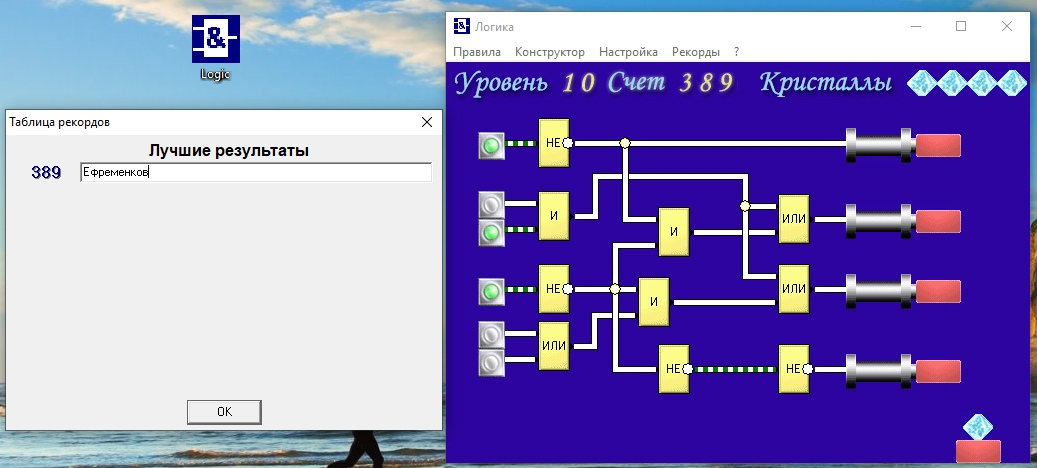 &
Logic
Таблица рекордов
Лучшие результаты
389 Ефременков
OK
& Логика
Правила Конструктор Настройка Рекорды ?
Уровень 10 Счет 389 Кристаллы
НЕ
И
И
ИЛИ
НЕ
И
ИЛИ
ИЛИ
НЕ
НЕ